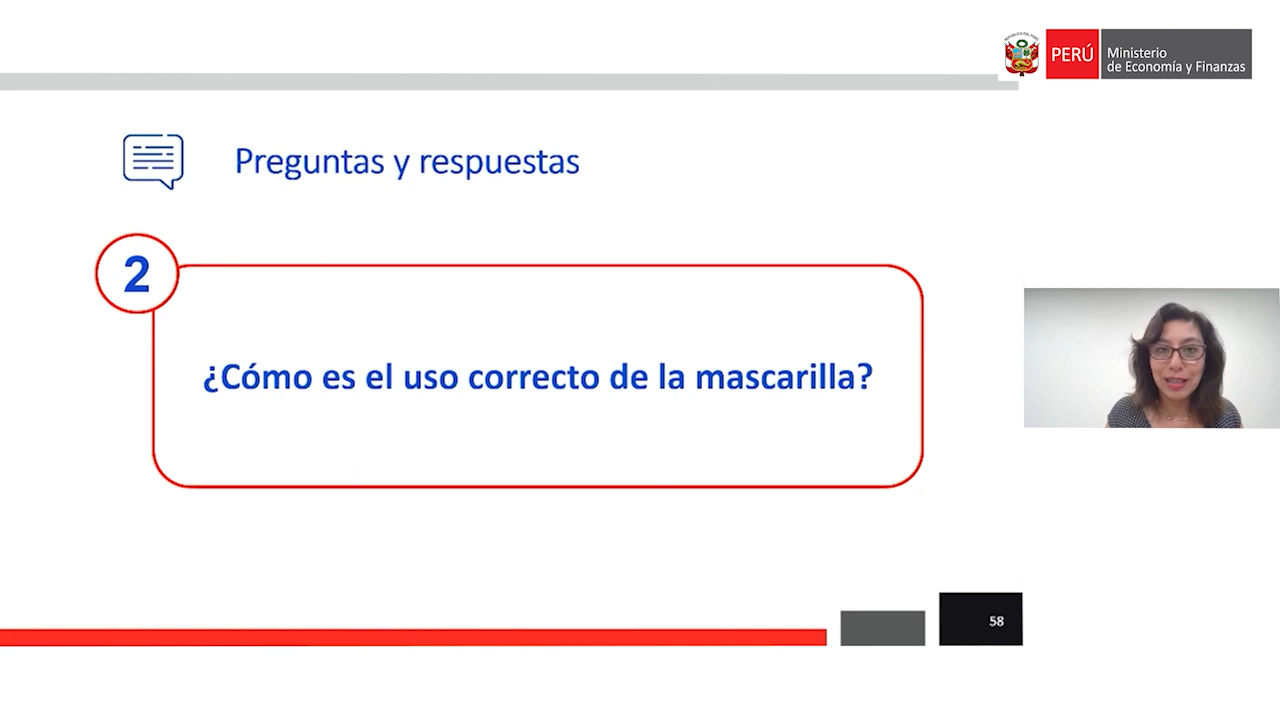 PERÚ
Ministerio
de Economía y Finanzas
Preguntas y respuestas
2
¿Cómo es el uso correcto de la mascarilla?
58